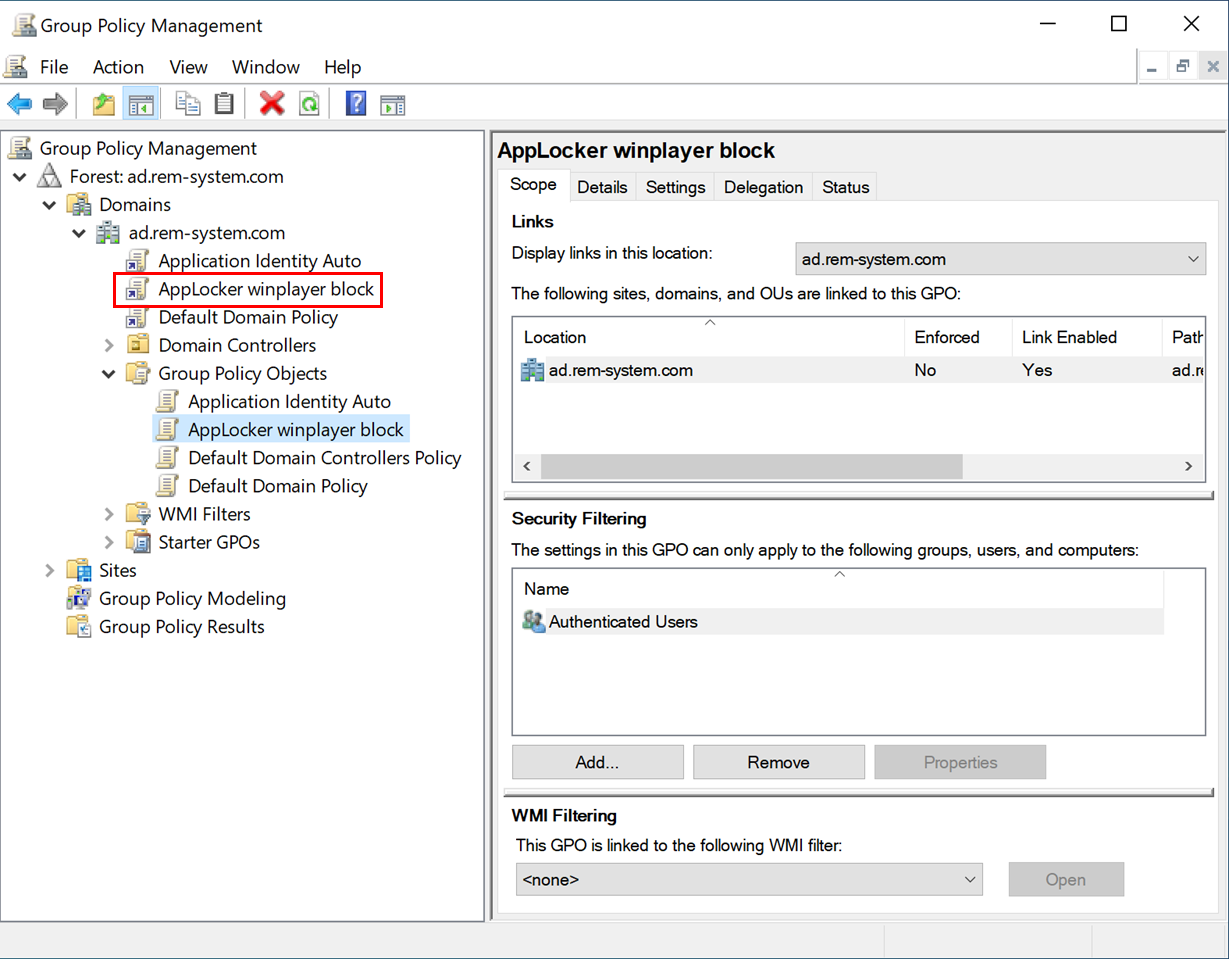 Group Policy Management
File Action View Window Help
Group Policy Management
Forest: ad.rem-system.com
Domains
ad.rem-system.com
Application Identity Auto
AppLocker winplayer block
Default Domain Policy
Domain Controllers
Group Policy Objects
Application Identity Auto
AppLocker winplayer block
Default Domain Controllers Policy
Default Domain Policy
WMI Filters
Starter GPOs
Sites
Group Policy Modeling
Group Policy Results
AppLocker winplayer block
Scope Details Settings Delegation Status
Links
Display links in this location: ad.rem-system.com
The following sites, domains, and OUs are linked to this GPO:
Location Enforced Link Enabled Path
ad.rem-system.com No Yes ad.re
Security Filtering
The settings in this GPO can only apply to the following groups, users, and computers:
Name
Authenticated Users
Add... Remove Properties
WMI Filtering
This GPO is linked to the following WMI filter:
<none> Open